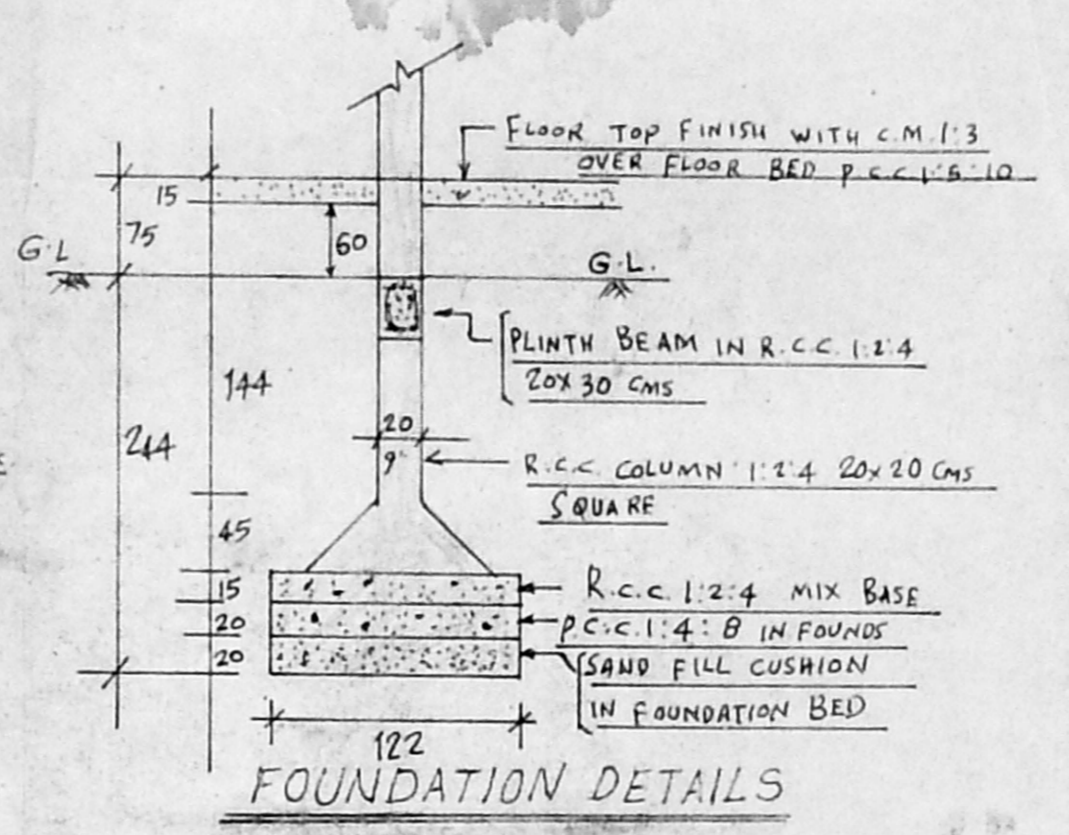 FLOOR TOP FINISH WITH C.M. 1:3
OVER FLOOR BED P.C.C 1:5:10
15
75
60
G.L
G.L.
PLINTH BEAM IN R.C.C. 1:2:4
20X30 CMS
144
244
20
9"
R.C.C. COLUMN 1:2:4 20x20 CMS
SQUARE
45
15
R.C.C. 1:2:4 MIX BASE
20
P.C.C. 1:4:8 IN FOUNDS
20
SAND FILL CUSHION
IN FOUNDATION BED
122
FOUNDATION DETAILS